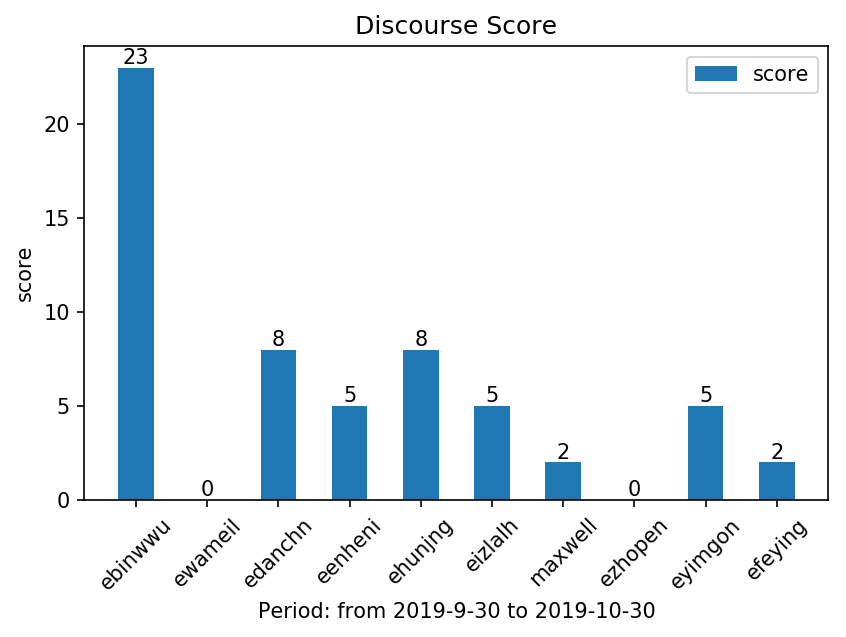 Discourse Score
score
23
0
8
5
8
5
2
0
5
2
20
15
10
5
0
score
ebinwwu
ewameil
edanchn
eenheni
ehunjng
eizlalh
maxwell
ezhopen
eyimgon
efeying
Period: from 2019-9-30 to 2019-10-30